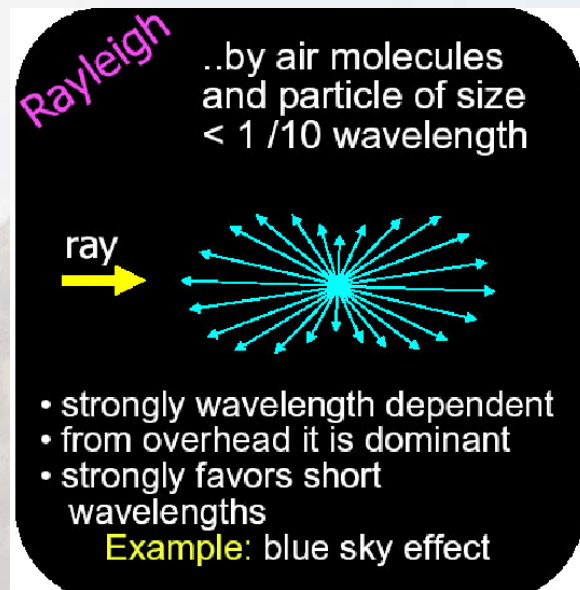 Rayleigh
..by air molecules
and particle of size
< 1 /10 wavelength
ray
• strongly wavelength dependent
• from overhead it is dominant
• strongly favors short
wavelengths
Example: blue sky effect